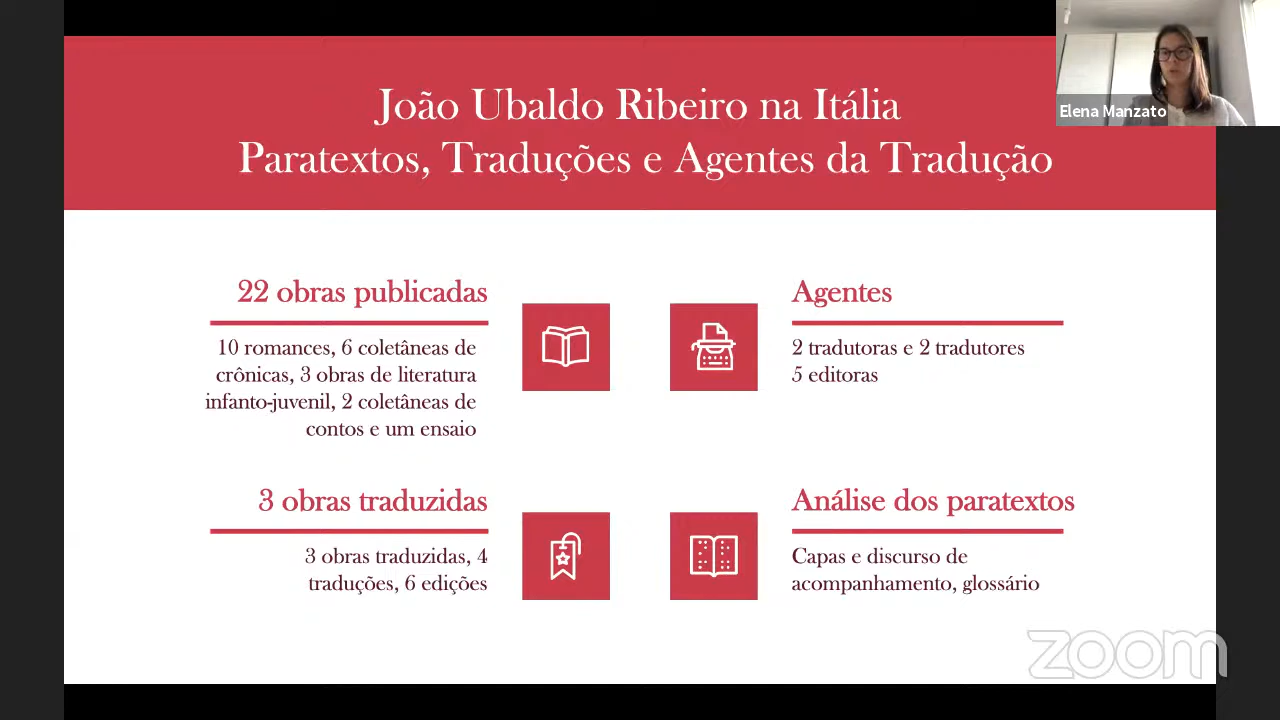 João Ubaldo Ribeiro na Itália
Paratextos, Traduções e Agentes da Tradução
Elena Manzato
22 obras publicadas
10 romances, 6 coletâneas de
crônicas, 3 obras de literatura
infanto-juvenil, 2 coletâneas de
contos e um ensaio
Agentes
2 tradutoras e 2 tradutores
5 editoras
3 obras traduzidas
3 obras traduzidas, 4
traduções, 6 edições
Análise dos paratextos
Capas e discurso de
acompanhamento, glossário
zoom